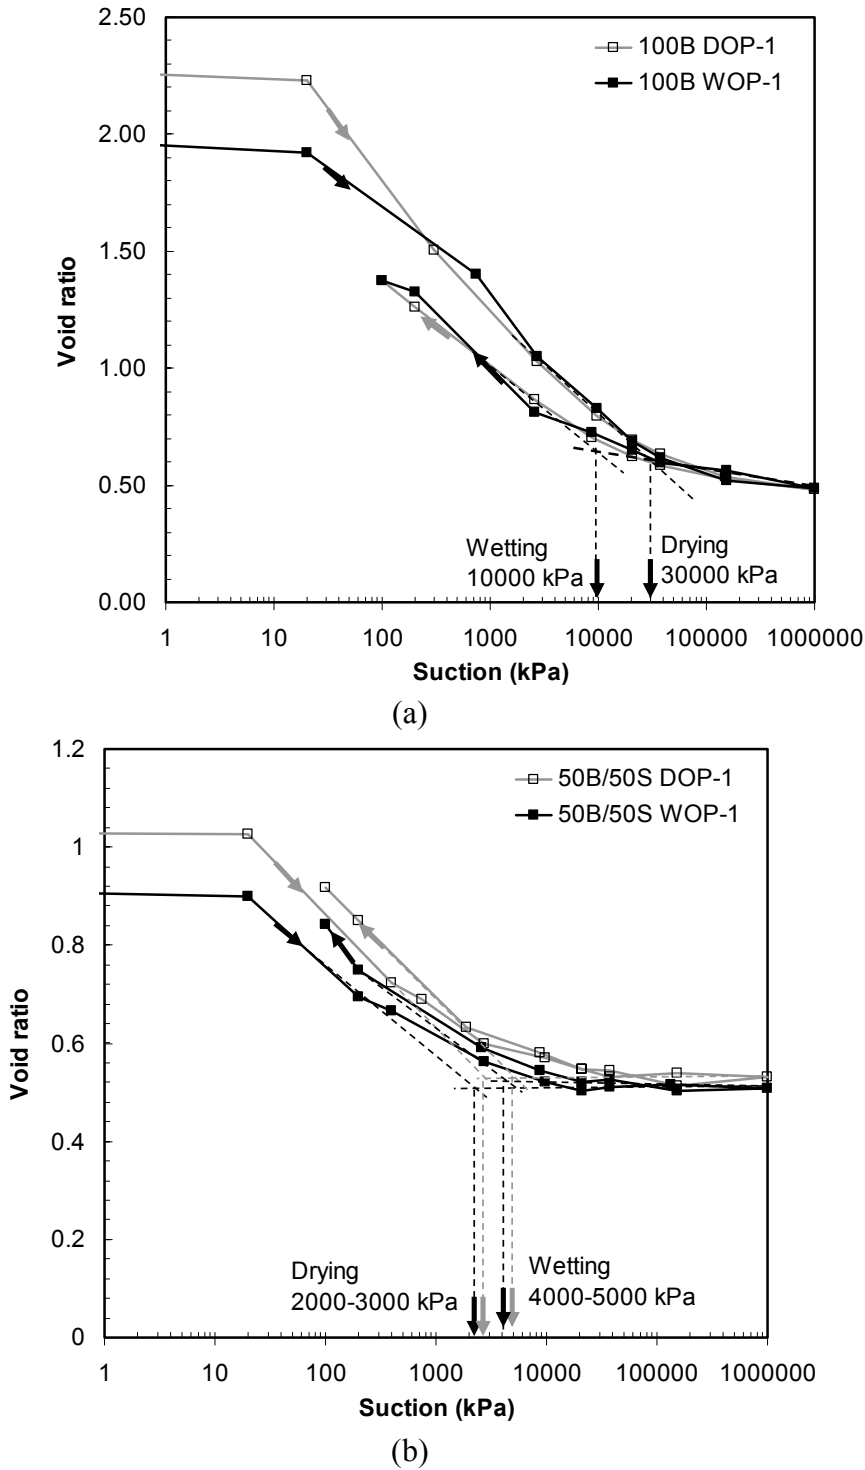 2.50
2.00
1.50
1.00
0.50
0.00
Void ratio
100B DOP-1
100B WOP-1
Wetting
10000 kPa
Drying
30000 kPa
1 10 100 1000 10000 100000 1000000
Suction (kPa)
(a)
1.2
1
0.8
0.6
0.4
0.2
0
Void ratio
50B/50S DOP-1
50B/50S WOP-1
Drying
2000-3000 kPa
Wetting
4000-5000 kPa
1 10 100 1000 10000 100000 1000000
Suction (kPa)
(b)